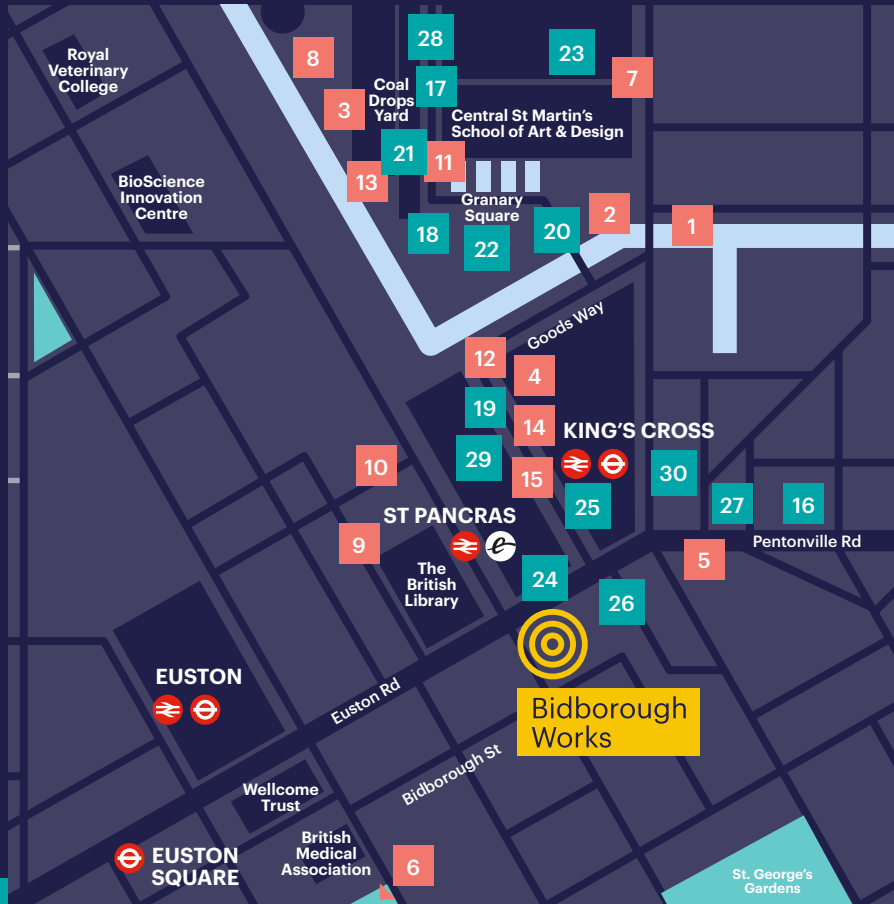 28
23
8
7
Royal
Veterinary
College
17
Coal
Drops
Yard
3
Central St Martin's
School of Art & Design
21
11
13
BioScience
Innovation
Centre
Granary
Square
2
1
18
20
22
Goods Way
12
4
19
14
KING'S CROSS
29
10
15
30
25
27
16
ST PANCRAS
e
9
Pentonville Rd
5
The
British
Library
24
26
EUSTON
Euston Rd
Bidborough
Works
Bidborough St
Wellcome
Trust
British
Medical
Association
6
EUSTON
SQUARE
St. George's
Gardens